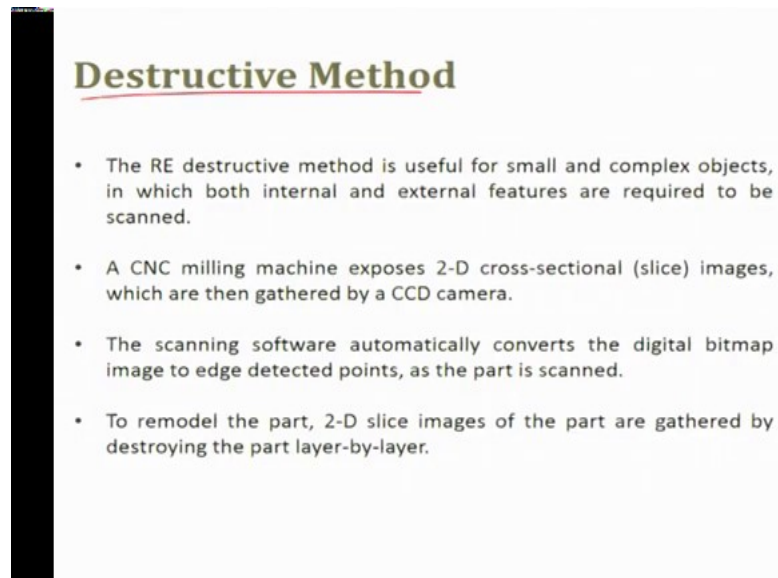 Destructive Method
• The RE destructive method is useful for small and complex objects,
in which both internal and external features are required to be
scanned.
• A CNC milling machine exposes 2-D cross-sectional (slice) images,
which are then gathered by a CCD camera.
• The scanning software automatically converts the digital bitmap
image to edge detected points, as the part is scanned.
• To remodel the part, 2-D slice images of the part are gathered by
destroying the part layer-by-layer.